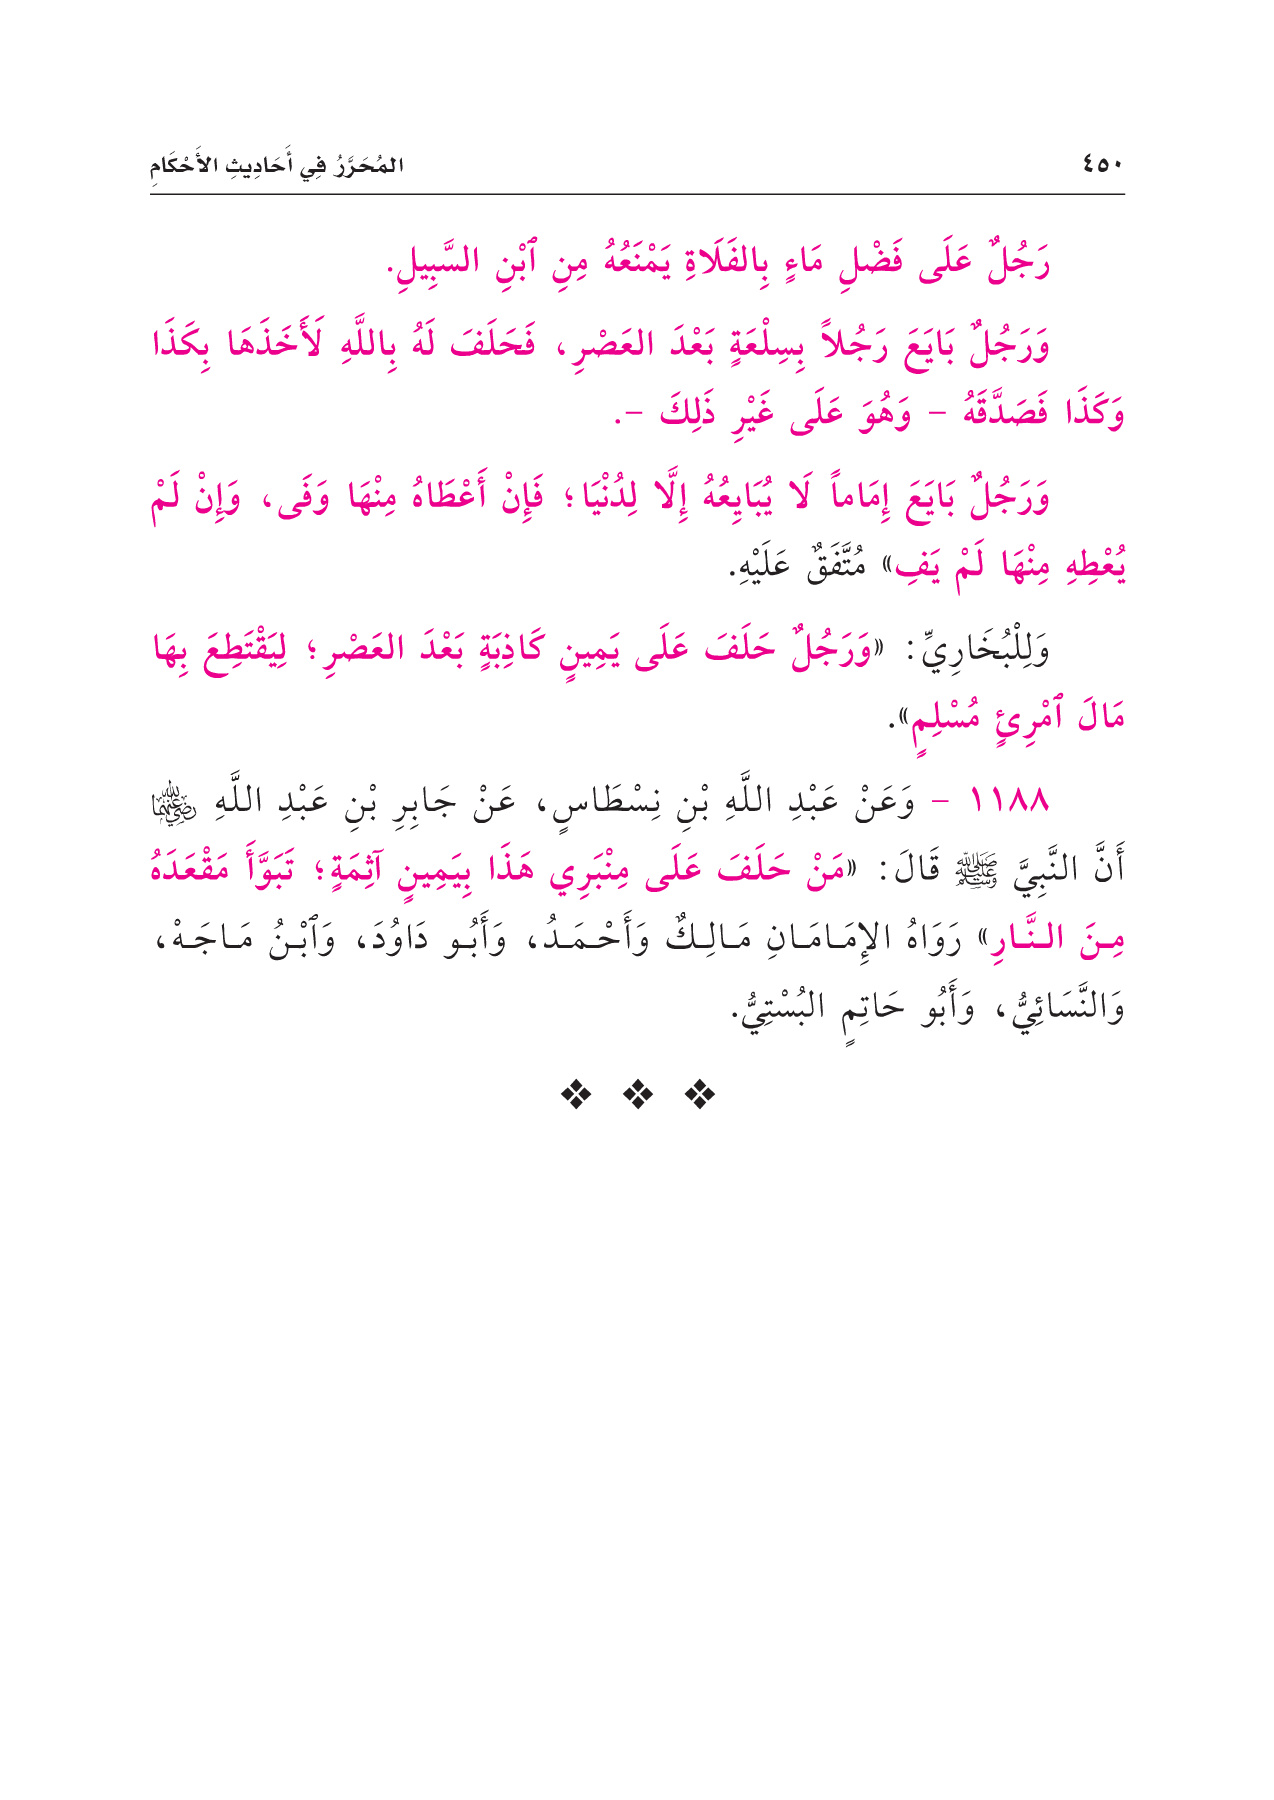 ٤٥٠ المُحَرَّرُ فِي أَحَادِيثِ الأَحْكَامِ
رَجُلٌ عَلَى فَضْلِ مَاءٍ بِالفَلَاةِ يَمْنَعُهُ مِنِ ٱبْنِ السَّبِيلِ.
وَرَجُلٌ بَايَعَ رَجُلاً بِسِلْعَةٍ بَعْدَ العَصْرِ، فَحَلَفَ لَهُ بِاللَّهِ لَأَخَذَهَا بِكَذَا
وَكَذَا فَصَدَّقَهُ - وَهُوَ عَلَى غَيْرِ ذَلِكَ -.
وَرَجُلٌ بَايَعَ إِمَاماً لَا يُبَايِعُهُ إِلَّا لِدُنْيَا؛ فَإِنْ أَعْطَاهُ مِنْهَا وَفَى، وَإِنْ لَمْ
يُعْطِهِ مِنْهَا لَمْ يَفِ» مُتَّفَقٌ عَلَيْهِ.
وَلِلْبُخَارِيِّ: «وَرَجُلٌ حَلَفَ عَلَى يَمِينٍ كَاذِبَةٍ بَعْدَ العَصْرِ؛ لِيَقْتَطِعَ بِهَا
مَالَ ٱمْرِئٍ مُسْلِمٍ».
١١٨٨ - وَعَنْ عَبْدِ اللَّهِ بْنِ نِسْطَاسٍ، عَنْ جَابِرِ بْنِ عَبْدِ اللَّهِ رضي الله عنهما
أَنَّ النَّبِيَّ ﷺ قَالَ: «مَنْ حَلَفَ عَلَى مِنْبَرِي هَذَا بِيَمِينٍ آثِمَةٍ؛ تَبَوَّأَ مَقْعَدَهُ
مِنَ النَّارِ» رَوَاهُ الإِمَامَانِ مَالِكٌ وَأَحْمَدُ، وَأَبُو دَاوُدَ، وَٱبْنُ مَاجَهْ،
وَالنَّسَائِيُّ، وَأَبُو حَاتِمٍ البُسْتِيُّ.